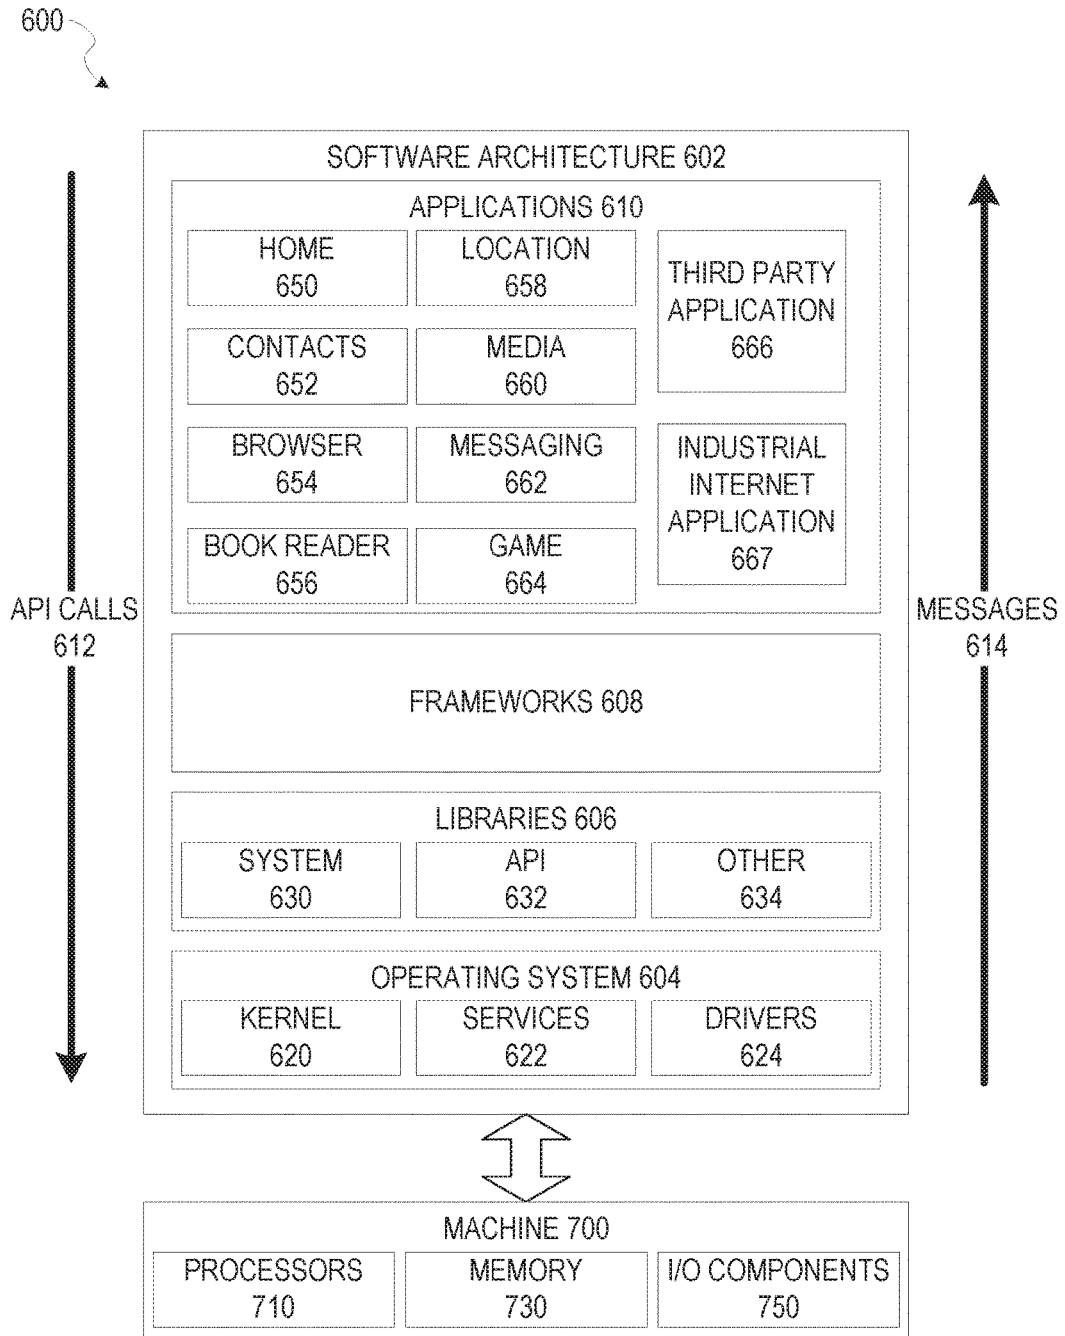 600
SOFTWARE ARCHITECTURE 602
APPLICATIONS 610
HOME
650
LOCATION
658
THIRD PARTY
APPLICATION
666
CONTACTS
652
MEDIA
660
BROWSER
654
MESSAGING
662
INDUSTRIAL
INTERNET
APPLICATION
667
BOOK READER
656
GAME
664
API CALLS
612
MESSAGES
614
FRAMEWORKS 608
LIBRARIES 606
SYSTEM
630
API
632
OTHER
634
OPERATING SYSTEM 604
KERNEL
620
SERVICES
622
DRIVERS
624
MACHINE 700
PROCESSORS
710
MEMORY
730
I/O COMPONENTS
750